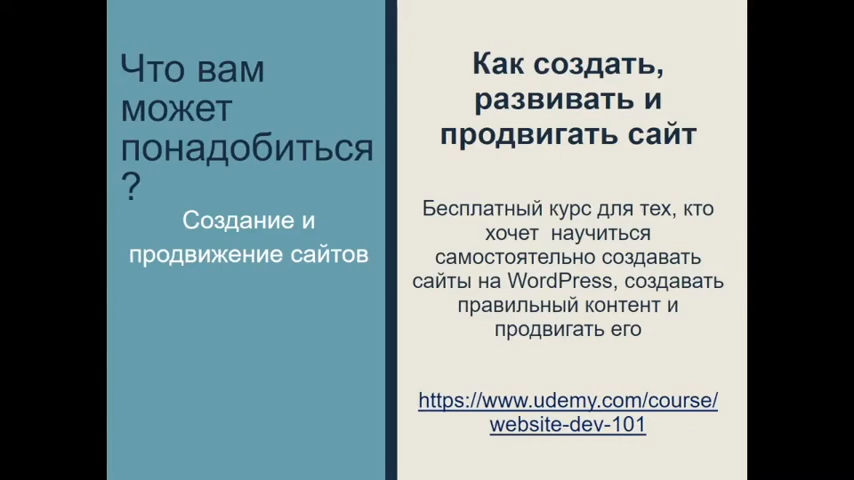 Что вам
может
понадобиться
?
Создание и
продвижение сайтов
Как создать,
развивать и
продвигать сайт
Бесплатный курс для тех, кто
хочет  научиться
самостоятельно создавать
сайты на WordPress, создавать
правильный контент и
продвигать его
https://www.udemy.com/course/
website-dev-101